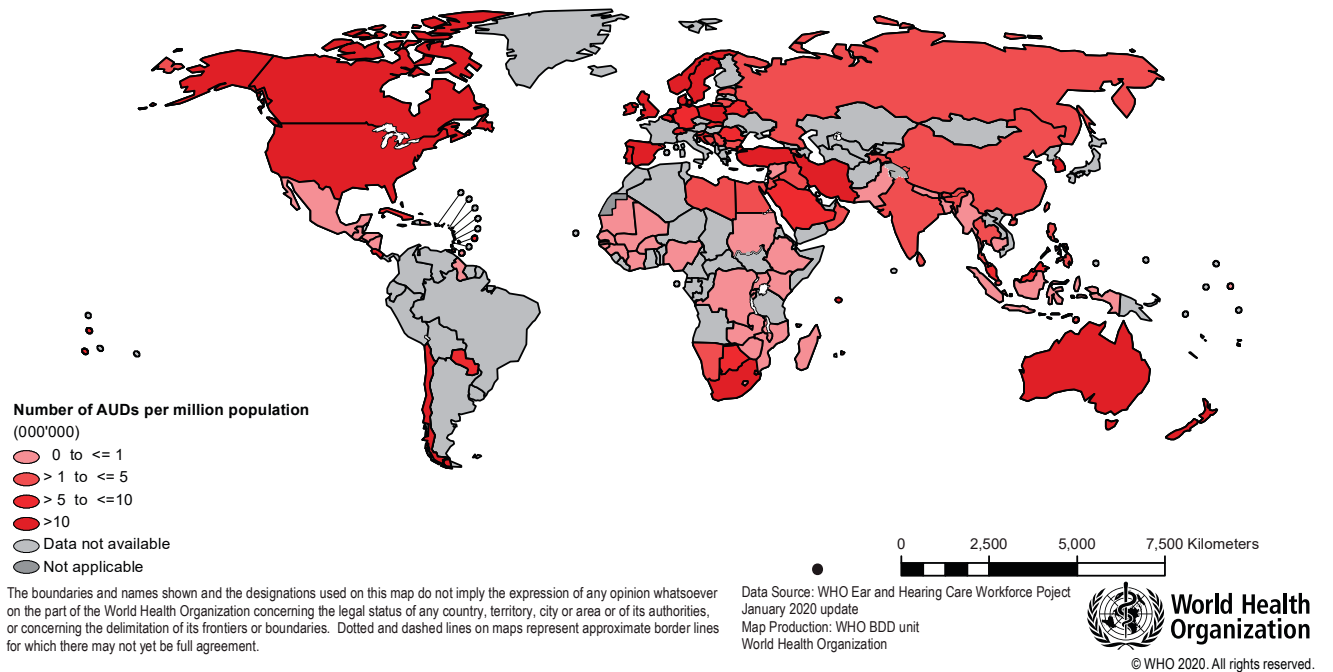 Number of AUDs per million population
(000'000)
0 to <= 1
> 1 to <= 5
> 5 to <=10
>10
Data not available
Not applicable
0 2,500 5,000 7,500 Kilometers
The boundaries and names shown and the designations used on this map do not imply the expression of any opinion whatsoever
on the part of the World Health Organization concerning the legal status of any country, territory, city or area or of its authorities,
or concerning the delimitation of its frontiers or boundaries. Dotted and dashed lines on maps represent approximate border lines
for which there may not yet be full agreement.
Data Source: WHO Ear and Hearing Care Workforce Poject
January 2020 update
Map Production: WHO BDD unit
World Health Organization
World Health
Organization
© WHO 2020. All rights reserved.